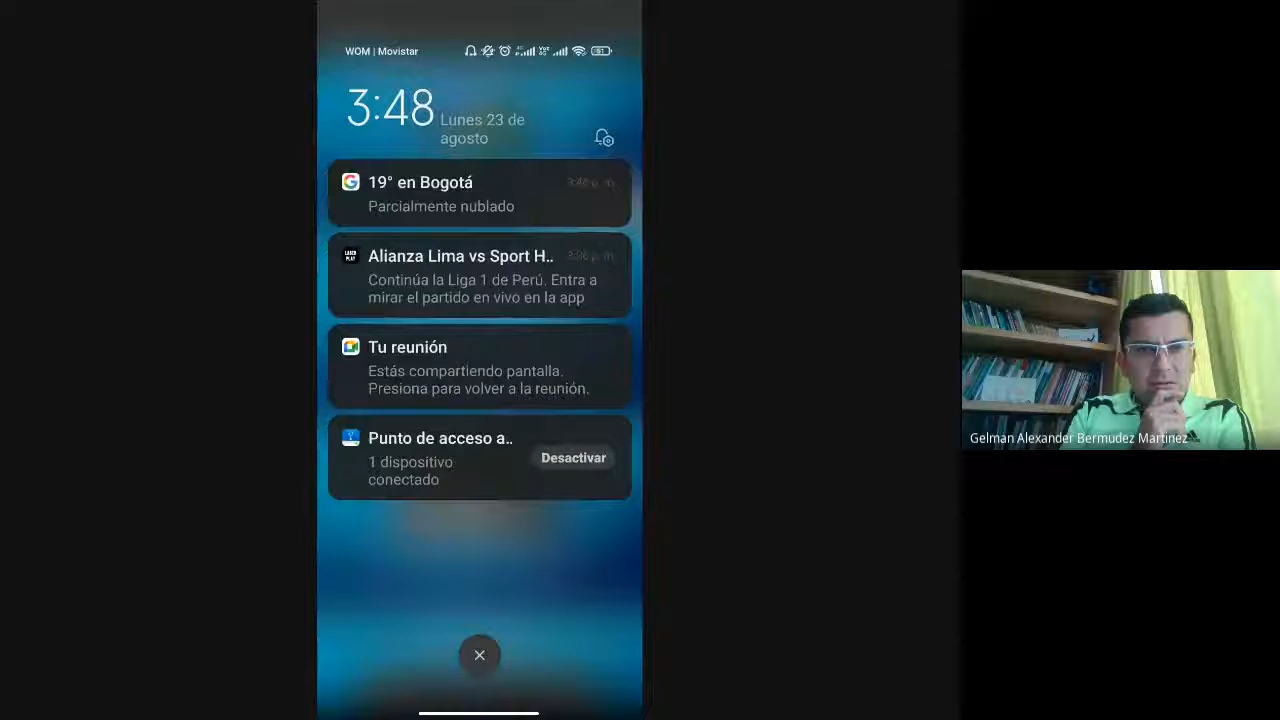 WOM | Movistar
3:48
Lunes 23 de
agosto
19° en Bogotá
Parcialmente nublado
Alianza Lima vs Sport H..
Continúa la Liga 1 de Perú. Entra a
mirar el partido en vivo en la app
Tu reunión
Estás compartiendo pantalla.
Presiona para volver a la reunión.
Punto de acceso a..
1 dispositivo
conectado
Desactivar
Gelman Alexander Bermudez Martinez